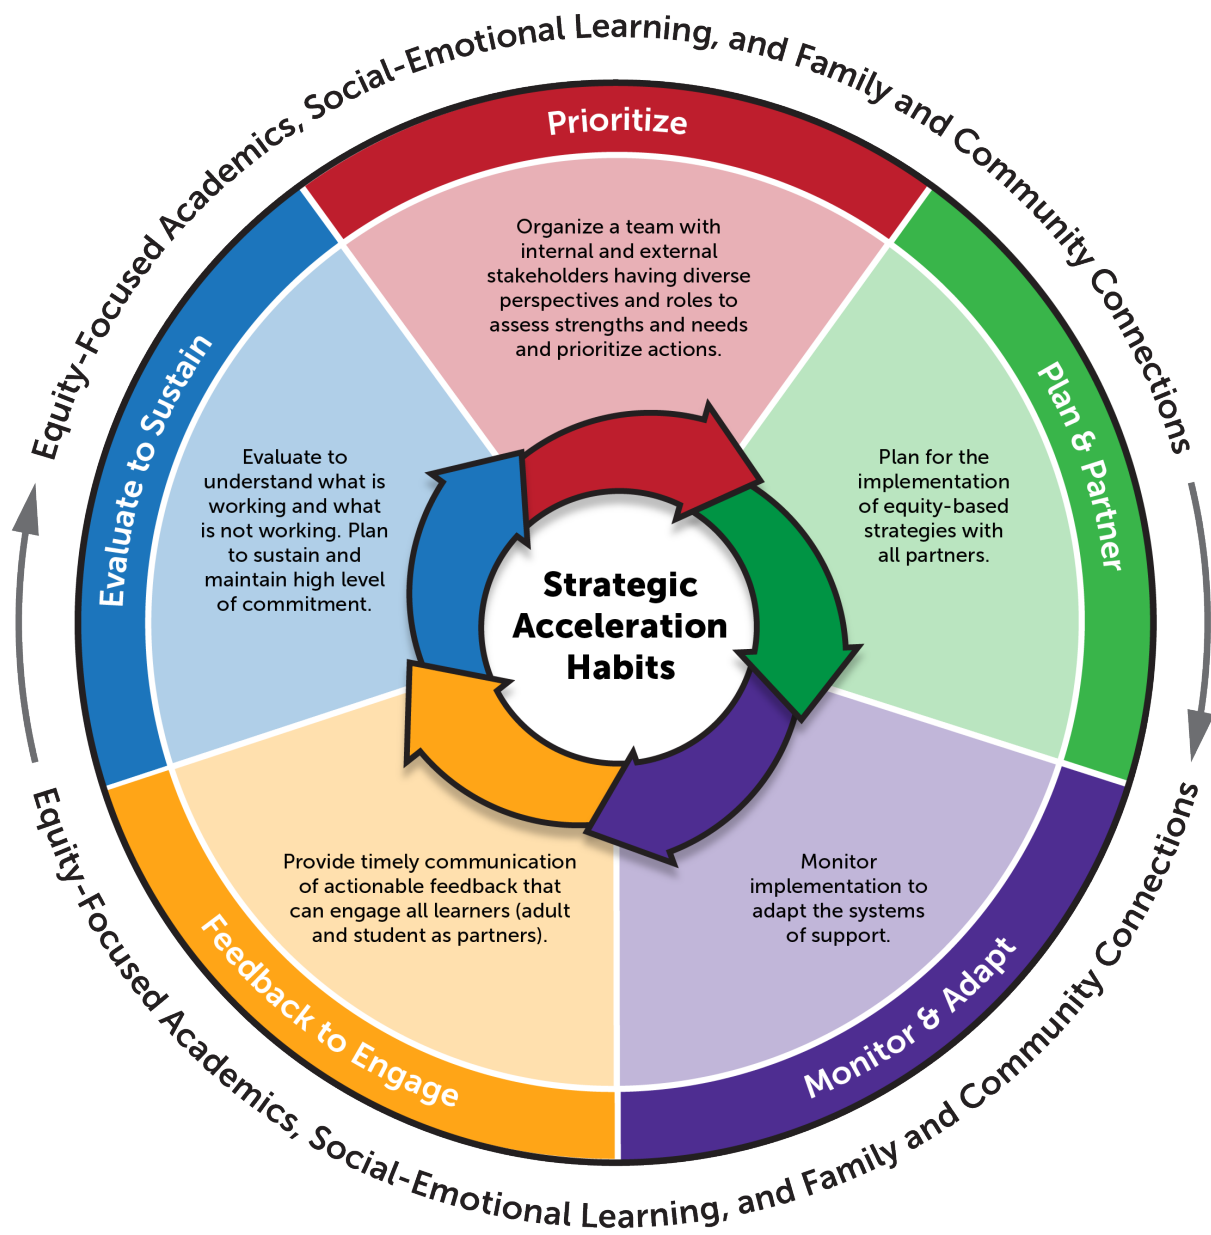 Equity-Focused Academics, Social-Emotional Learning, and Family and Community Connections
Prioritize
Organize a team with
internal and external
stakeholders having diverse
perspectives and roles to
assess strengths and needs
and prioritize actions.
Plan & Partner
Plan for the
implementation
of equity-based
strategies with
all partners.
Monitor & Adapt
Monitor
implementation to
adapt the systems
of support.
Feedback to Engage
Provide timely communication
of actionable feedback that
can engage all learners (adult
and student as partners).
Evaluate to Sustain
Evaluate to
understand what is
working and what
is not working. Plan
to sustain and
maintain high level
of commitment.
Strategic
Acceleration
Habits
Equity-Focused Academics, Social-Emotional Learning, and Family and Community Connections